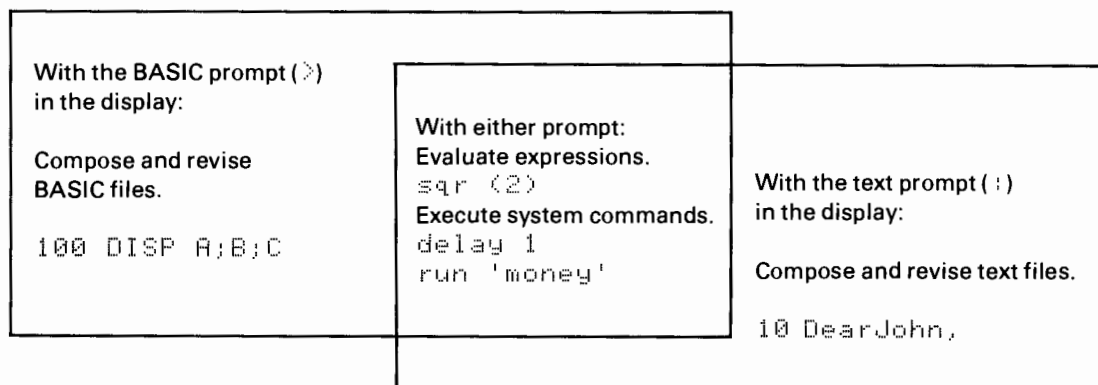 With the BASIC prompt (>)
in the display:
Compose and revise
BASIC files.
100 DISP A;B;C
With either prompt:
Evaluate expressions.
sqr (2)
Execute system commands.
delay 1
run 'money'
With the text prompt (:)
in the display:
Compose and revise text files.
10 DearJohn,